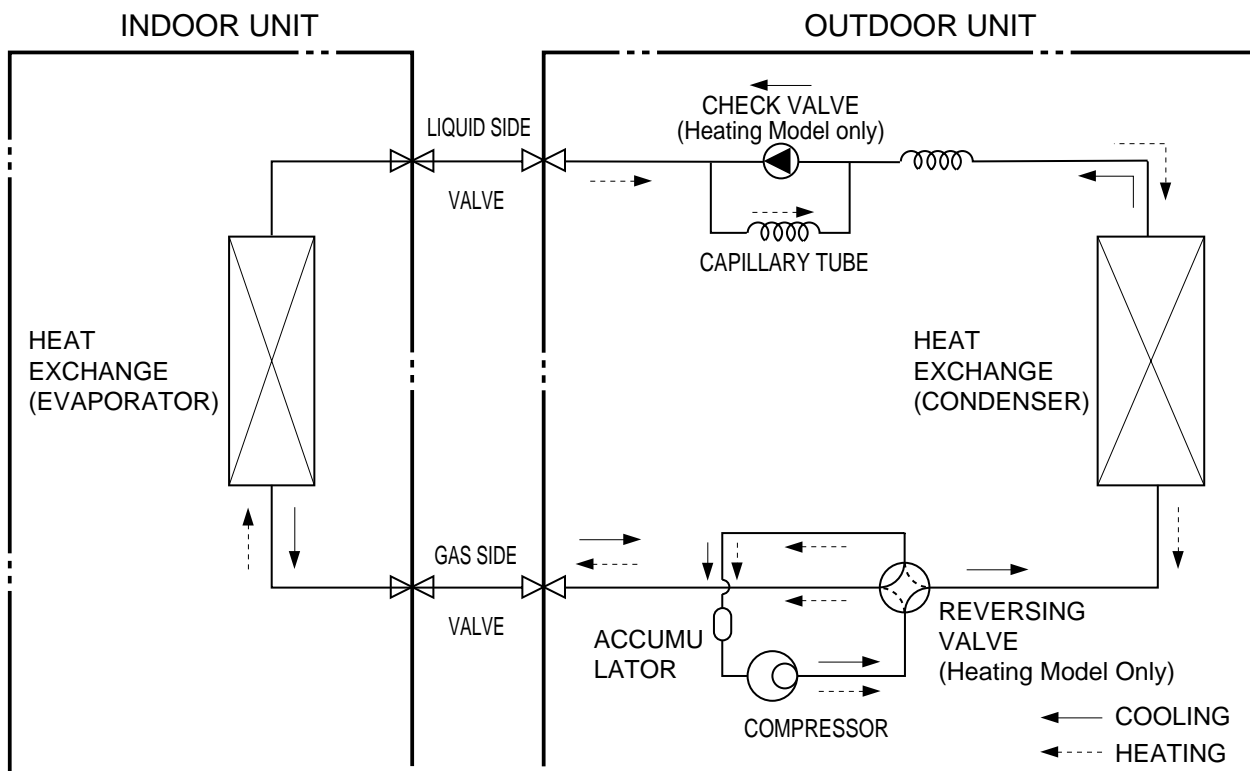 INDOOR UNIT
OUTDOOR UNIT
CHECK VALVE
(Heating Model only)
LIQUID SIDE
VALVE
CAPILLARY TUBE
HEAT
EXCHANGE
(EVAPORATOR)
HEAT
EXCHANGE
(CONDENSER)
GAS SIDE
VALVE
ACCUMU
LATOR
COMPRESSOR
REVERSING
VALVE
(Heating Model Only)
COOLING
HEATING